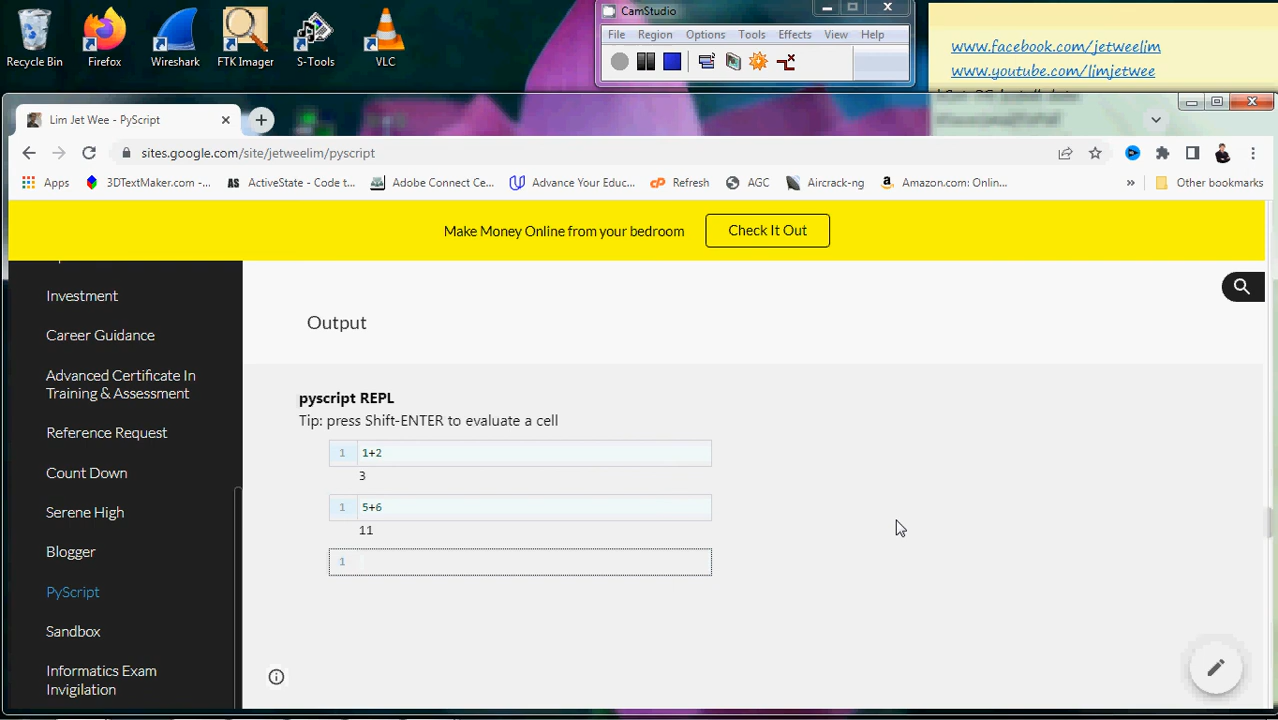 Recycle Bin
Firefox
Wireshark
FTK Imager
S-Tools
VLC
CamStudio
File Region Options Tools Effects View Help
www.facebook.com/jetweelim
www.youtube.com/limjetwee
Lim Jet Wee - PyScript
sites.google.com/site/jetweelim/pyscript
Apps
3DTextMaker.com -...
AS ActiveState - Code t...
Adobe Connect Ce...
Advance Your Educ...
cP Refresh
AGC
Aircrack-ng
a Amazon.com: Onlin...
»
Other bookmarks
Make Money Online from your bedroom
Check It Out
Investment
Career Guidance
Advanced Certificate In
Training & Assessment
Reference Request
Count Down
Serene High
Blogger
PyScript
Sandbox
Informatics Exam
Invigilation
Output
pyscript REPL
Tip: press Shift-ENTER to evaluate a cell
1 1+2
3
1 5+6
11
1